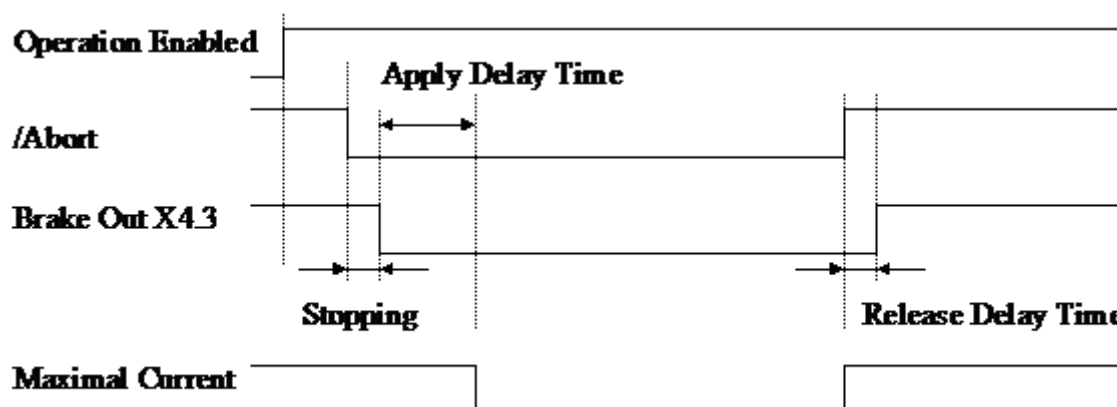 Operation Enabled
Apply Delay Time
/Abort
Brake Out X4.3
Stopping
Release Delay Time
Maximal Current